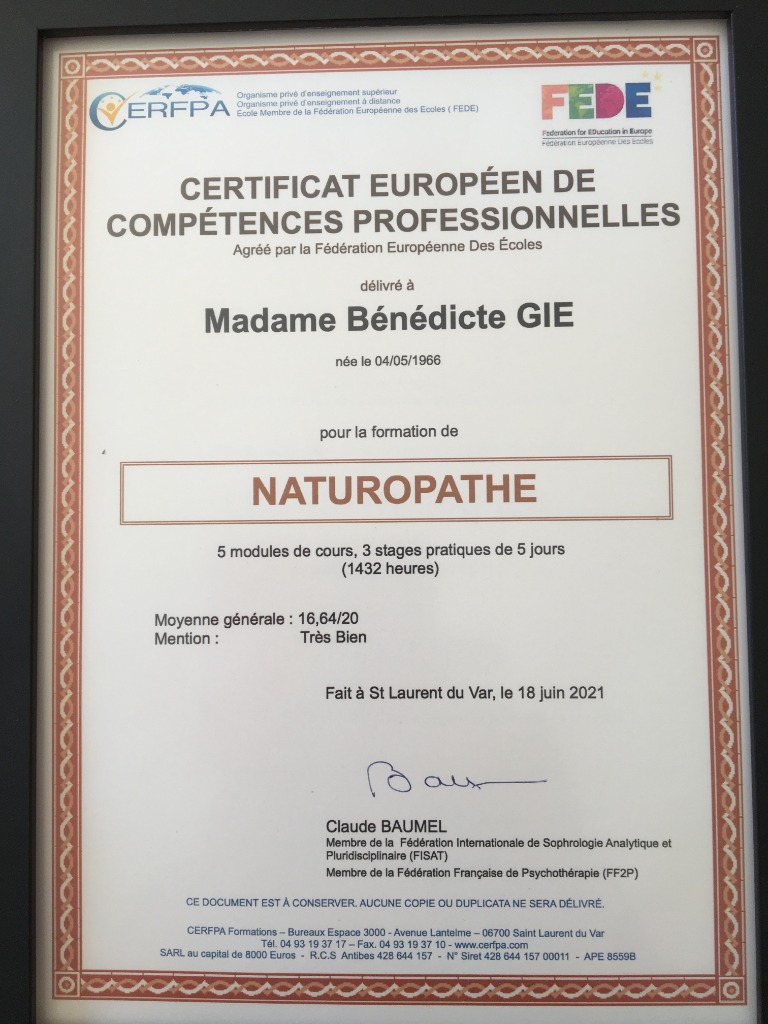 CERFPA
Organisme privé d'enseignement supérieur
Organisme privé d'enseignement à distance
Ecole Membre de la Fédération Européenne des Ecoles ( FEDE)
FEDE
Federation for EDucation in Europe
Fédération Européenne Des Ecoles
CERTIFICAT EUROPÉEN DE
COMPÉTENCES PROFESSIONNELLES
Agréé par la Fédération Européenne Des Écoles
délivré à
Madame Bénédicte GIE
née le 04/05/1966
pour la formation de
NATUROPATHE
5 modules de cours, 3 stages pratiques de 5 jours
(1432 heures)
Moyenne générale : 16,64/20
Mention : Très Bien
Fait à St Laurent du Var, le 18 juin 2021
Claude BAUMEL
Membre de la Fédération Internationale de Sophrologie Analytique et
Pluridisciplinaire (FISAT)
Membre de la Fédération Française de Psychothérapie (FF2P)
CE DOCUMENT EST À CONSERVER. AUCUNE COPIE OU DUPLICATA NE SERA DÉLIVRÉ.
CERFPA Formations – Bureaux Espace 3000 - Avenue Lantelme – 06700 Saint Laurent du Var
Tél. 04 93 19 37 17 – Fax. 04 93 19 37 10 - www.cerfpa.com
SARL au capital de 8000 Euros - R.C.S Antibes 428 644 157 - N° Siret 428 644 157 00011 - APE 8559B